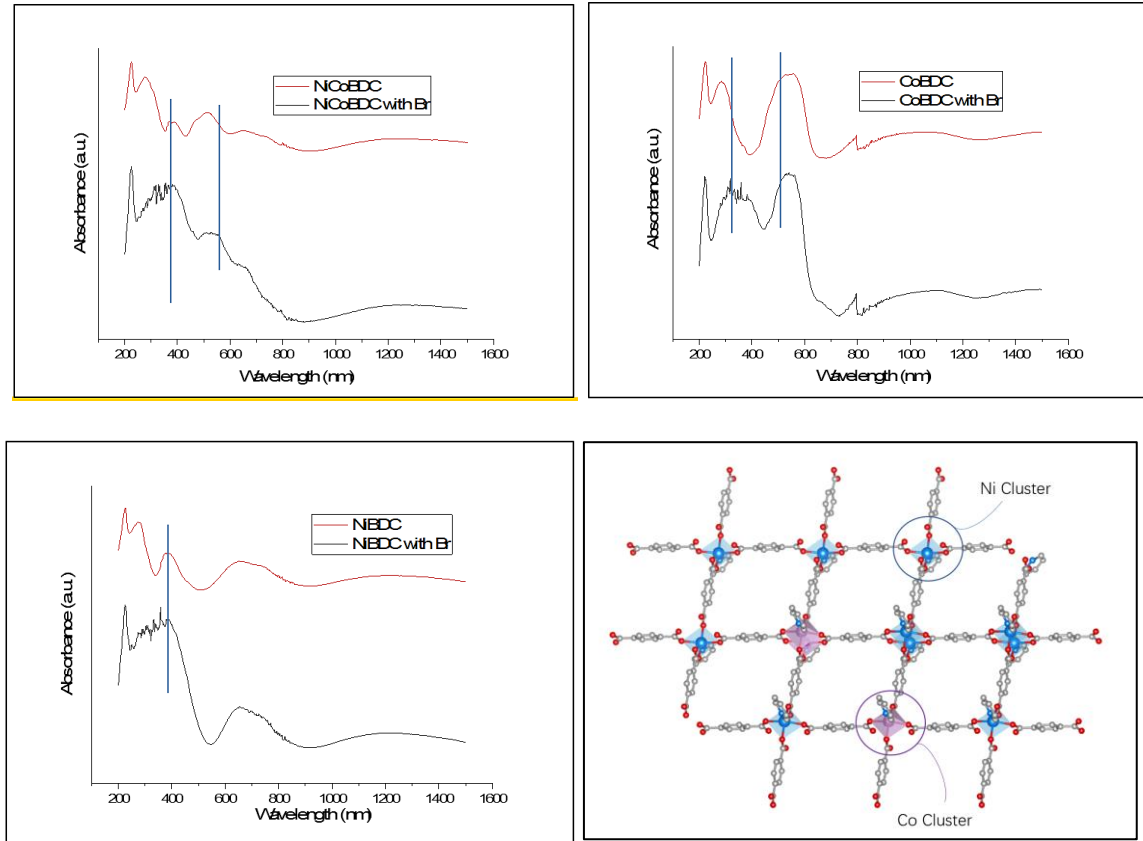 NiCoBDC
NiCoBDC with Br
Absorbance (a.u.)
200 400 600 800 1000 1200 1400 1600
Wavelength (nm)
CoBDC
CoBDC with Br
Absorbance (a.u.)
200 400 600 800 1000 1200 1400 1600
Wavelength (nm)
NiBDC
NiBDC with Br
Absorbance (a.u.)
200 400 600 800 1000 1200 1400 1600
Wavelength (nm)
Ni Cluster
Co Cluster